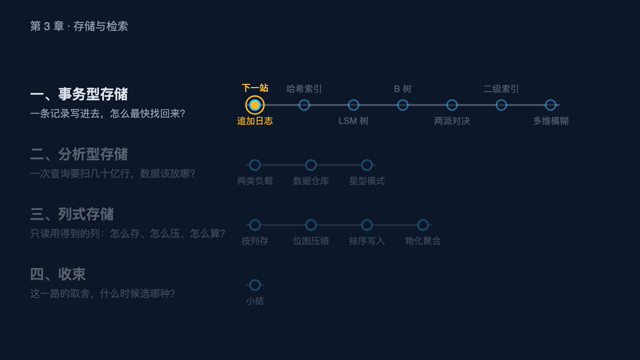 第 3 章 · 存储与检索
一、事务型存储
一条记录写进去，怎么最快找回来？
下一站
追加日志
哈希索引
LSM 树
B 树
两派对决
二级索引
多维模糊
二、分析型存储
一次查询要扫几十亿行，数据该放哪？
两类负载
数据仓库
星型模式
三、列式存储
只读用得到的列：怎么存、怎么压、怎么算？
按列存
位图压缩
排序写入
物化聚合
四、收束
这一路的取舍，什么时候选哪种？
小结